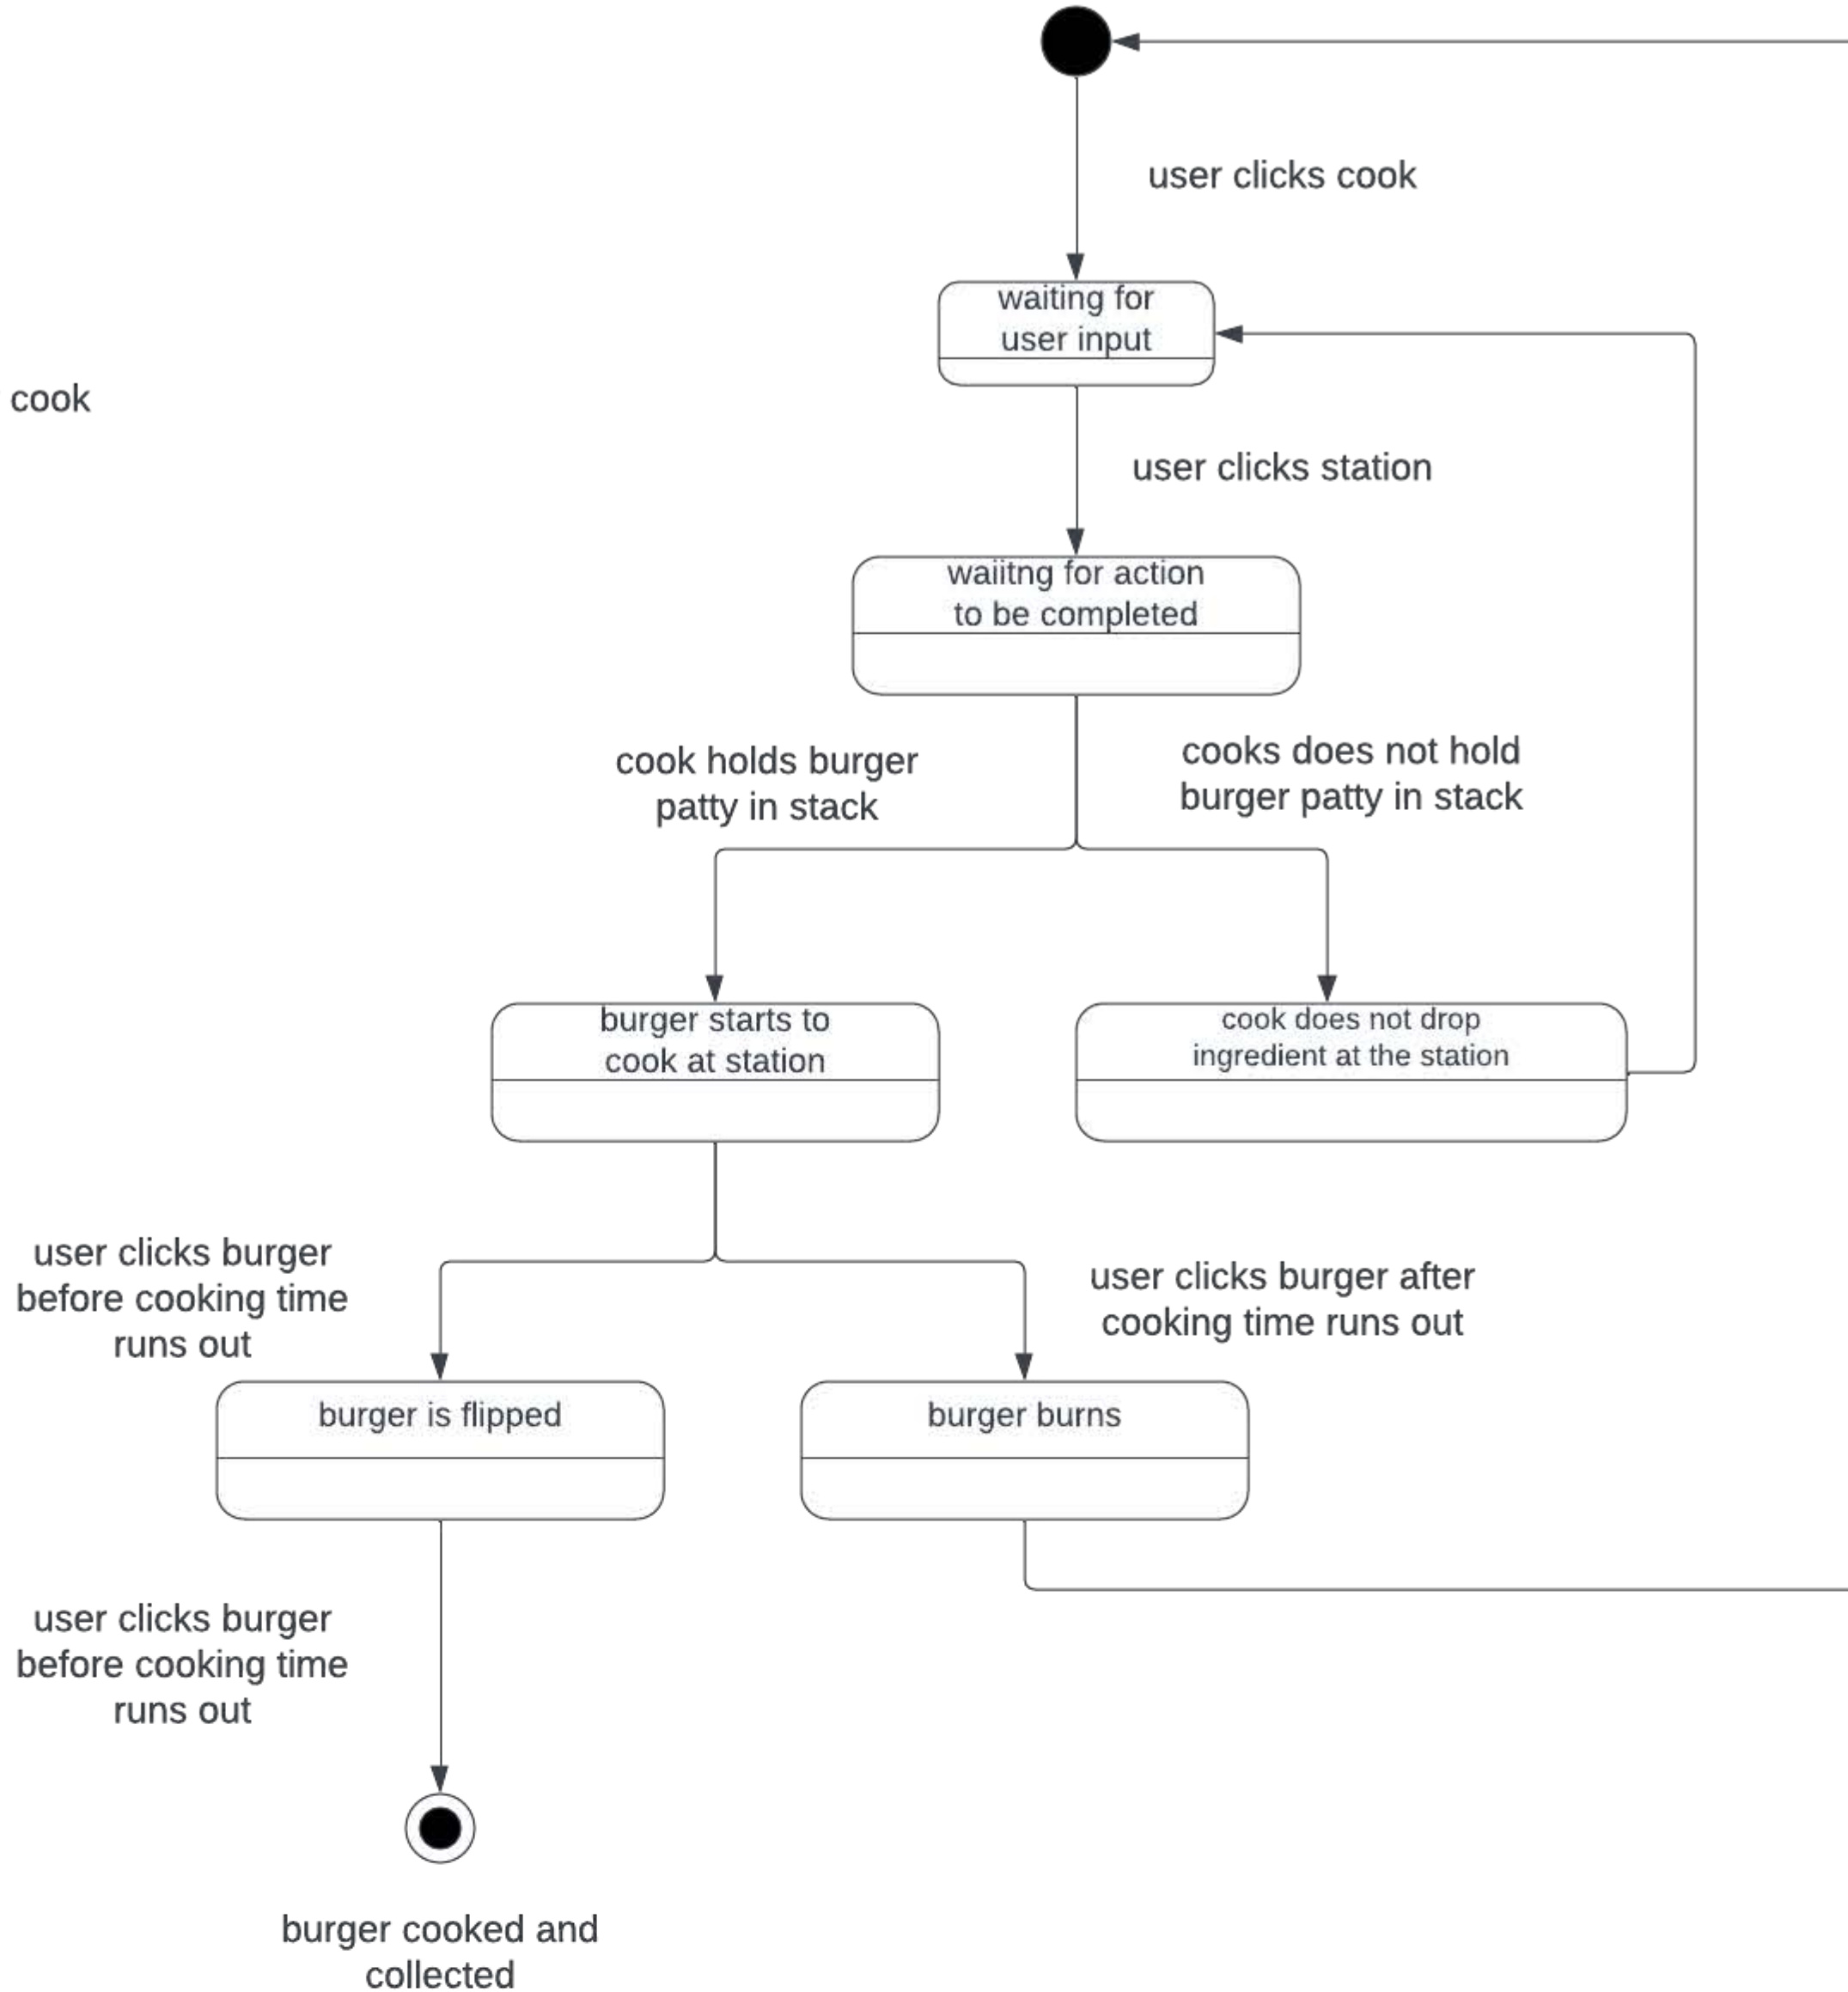 user clicks cook
waiting for
user input
cook
user clicks station
waiitng for action
to be completed
cook holds burger
patty in stack
cooks does not hold
burger patty in stack
burger starts to
cook at station
cook does not drop
ingredient at the station
user clicks burger
before cooking time
runs out
user clicks burger after
cooking time runs out
burger is flipped
burger burns
user clicks burger
before cooking time
runs out
burger cooked and
collected